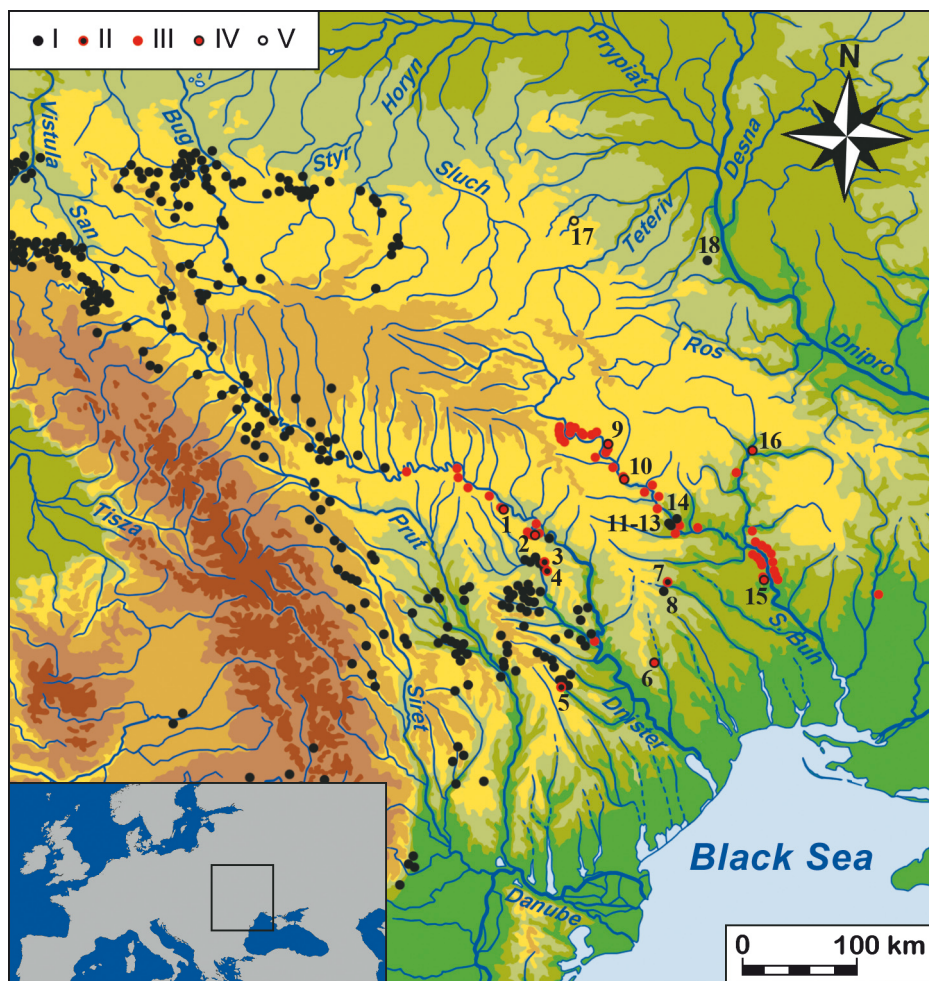 I II III IV V
N
Prypiat
Horyn
Vistula
Bug
Desna
Styr
Sluch
San
Teteriv
17
18
Ros
Dnipro
9
16
10
14
Tisza
1
11-13
Prut
2
3
4
7
8
15
S. Buh
6
5
Siret
Dnister
Black Sea
Danube
0 100 km